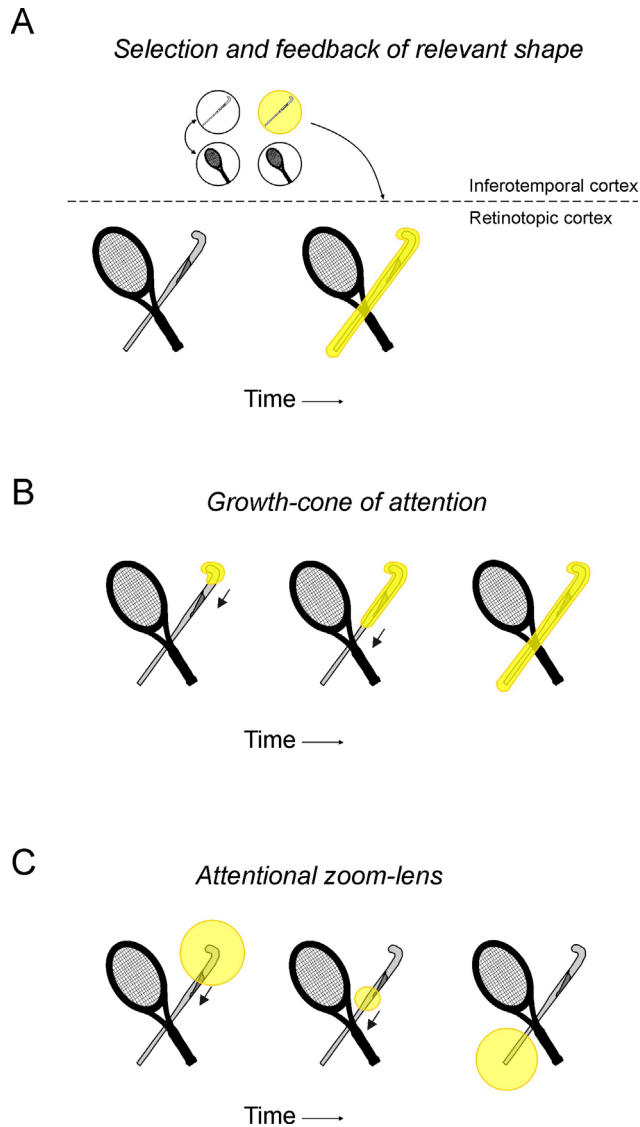 A
Selection and feedback of relevant shape
Inferotemporal cortex
Retinotopic cortex
Time
B
Growth-cone of attention
Time
C
Attentional zoom-lens
Time